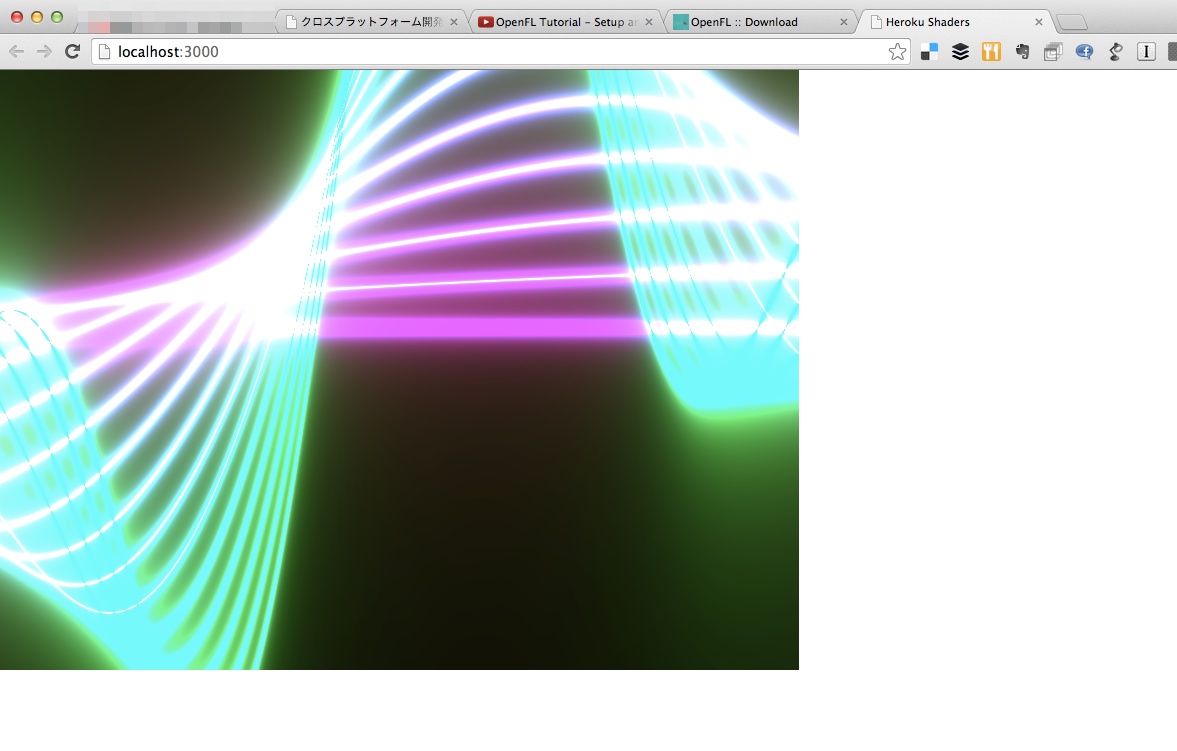 クロスプラットフォーム開発
OpenFL Tutorial – Setup an
OpenFL :: Download
Heroku Shaders
localhost:3000